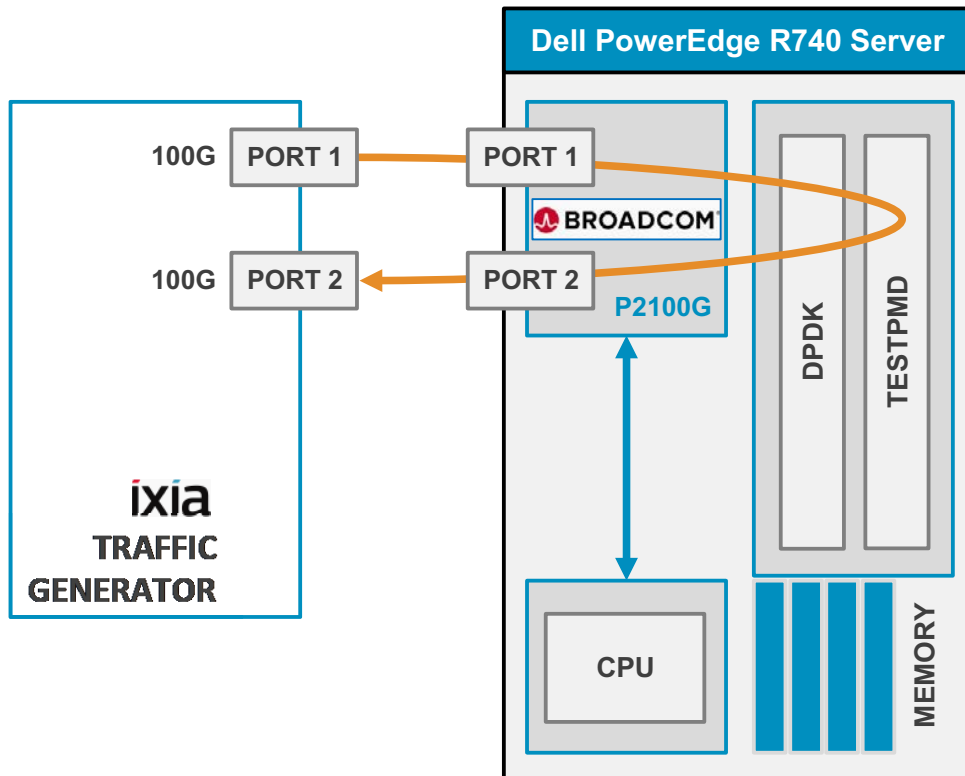 Dell PowerEdge R740 Server
100G
PORT 1
PORT 1
BROADCOM
100G
PORT 2
PORT 2
P2100G
DPDK
TESTPMD
ixia
TRAFFIC
GENERATOR
CPU
MEMORY